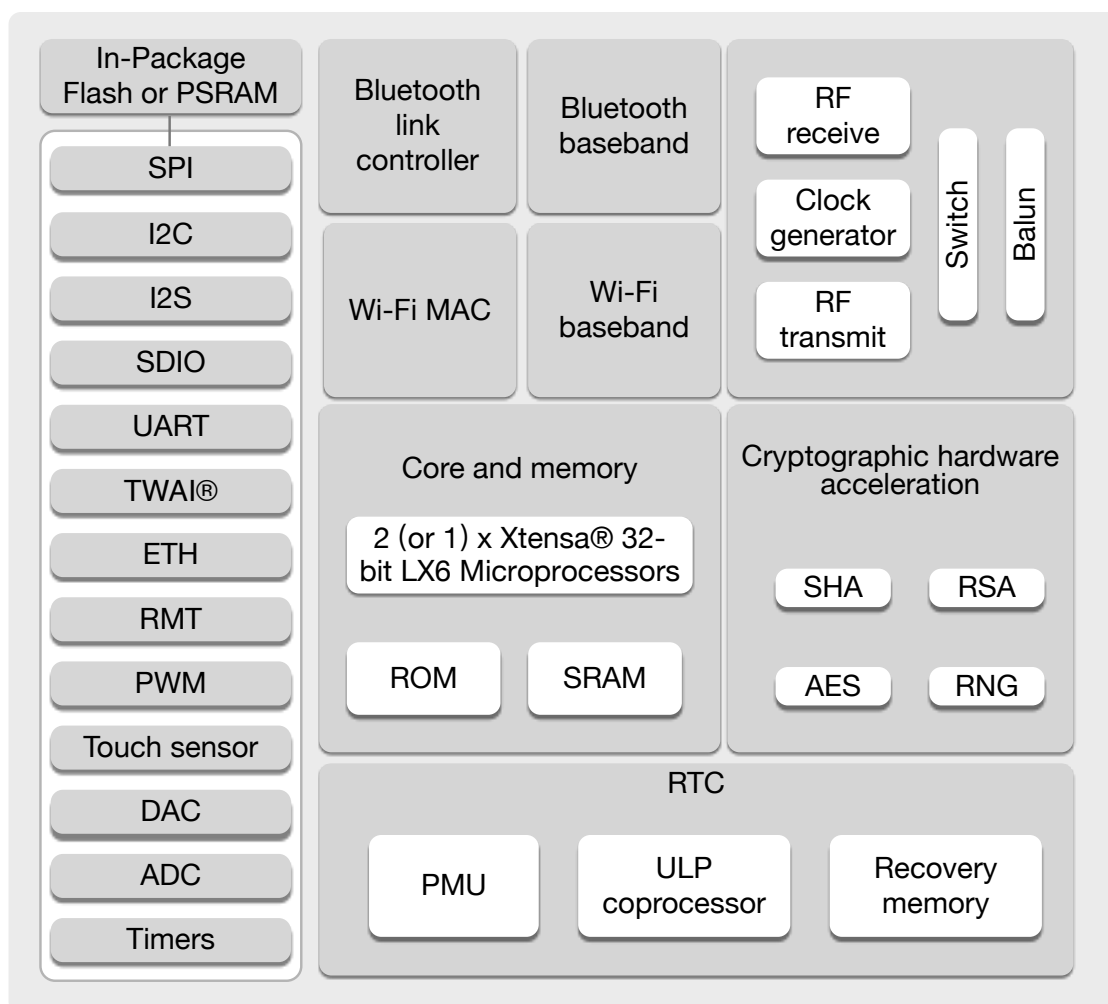 In-Package
Flash or PSRAM
SPI
I2C
I2S
SDIO
UART
TWAI®
ETH
RMT
PWM
Touch sensor
DAC
ADC
Timers
Bluetooth
link
controller
Bluetooth
baseband
Wi-Fi MAC
Wi-Fi
baseband
RF
receive
Clock
generator
RF
transmit
Switch
Balun
Core and memory
2 (or 1) x Xtensa® 32-
bit LX6 Microprocessors
ROM
SRAM
Cryptographic hardware
acceleration
SHA
RSA
AES
RNG
RTC
PMU
ULP
coprocessor
Recovery
memory